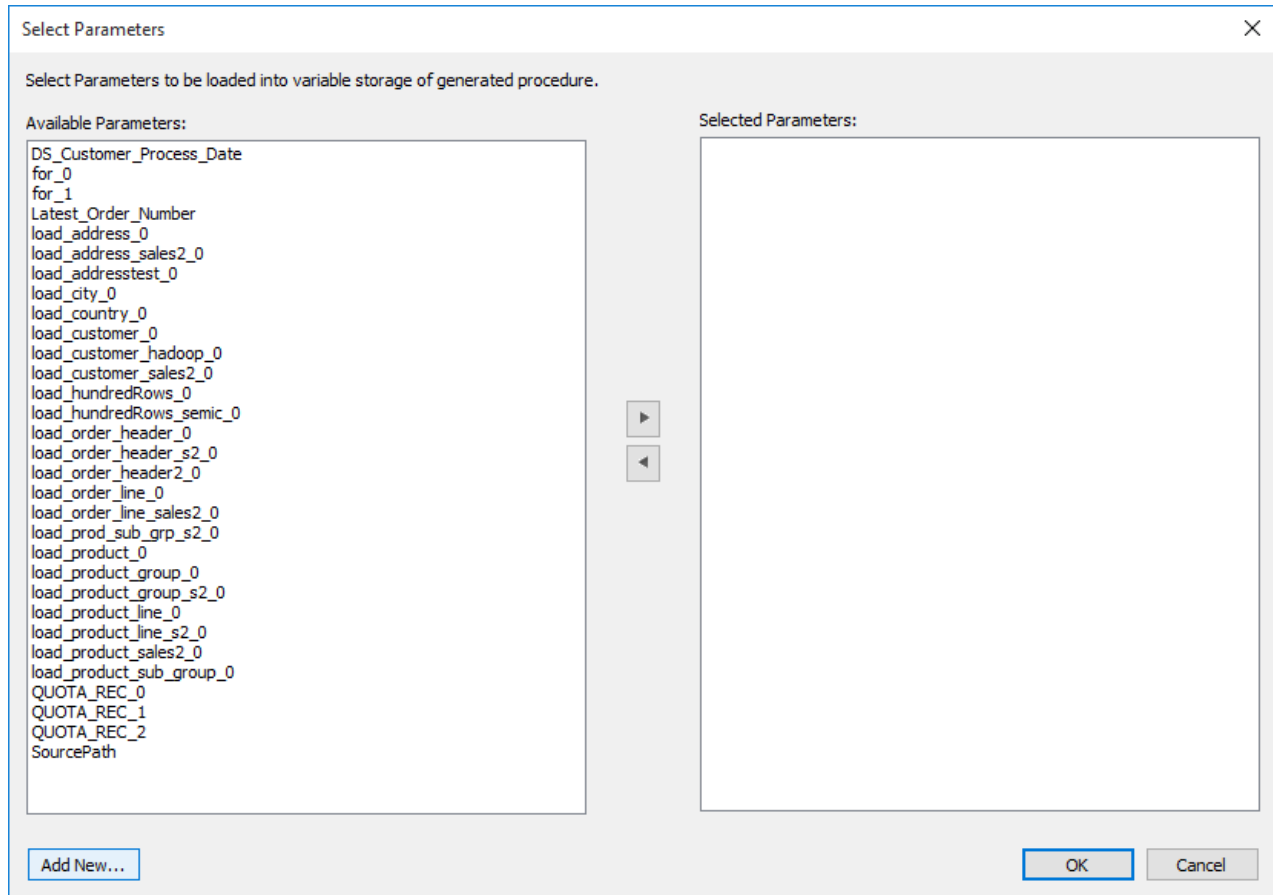 Select Parameters
Select Parameters to be loaded into variable storage of generated procedure.
Available Parameters:
DS_Customer_Process_Date
for_0
for_1
Latest_Order_Number
load_address_0
load_address_sales2_0
load_addresstest_0
load_city_0
load_country_0
load_customer_0
load_customer_hadoop_0
load_customer_sales2_0
load_hundredRows_0
load_hundredRows_semic_0
load_order_header_0
load_order_header_s2_0
load_order_header2_0
load_order_line_0
load_order_line_sales2_0
load_prod_sub_grp_s2_0
load_product_0
load_product_group_0
load_product_group_s2_0
load_product_line_0
load_product_line_s2_0
load_product_sales2_0
load_product_sub_group_0
QUOTA_REC_0
QUOTA_REC_1
QUOTA_REC_2
SourcePath
Selected Parameters:
Add New...
OK
Cancel